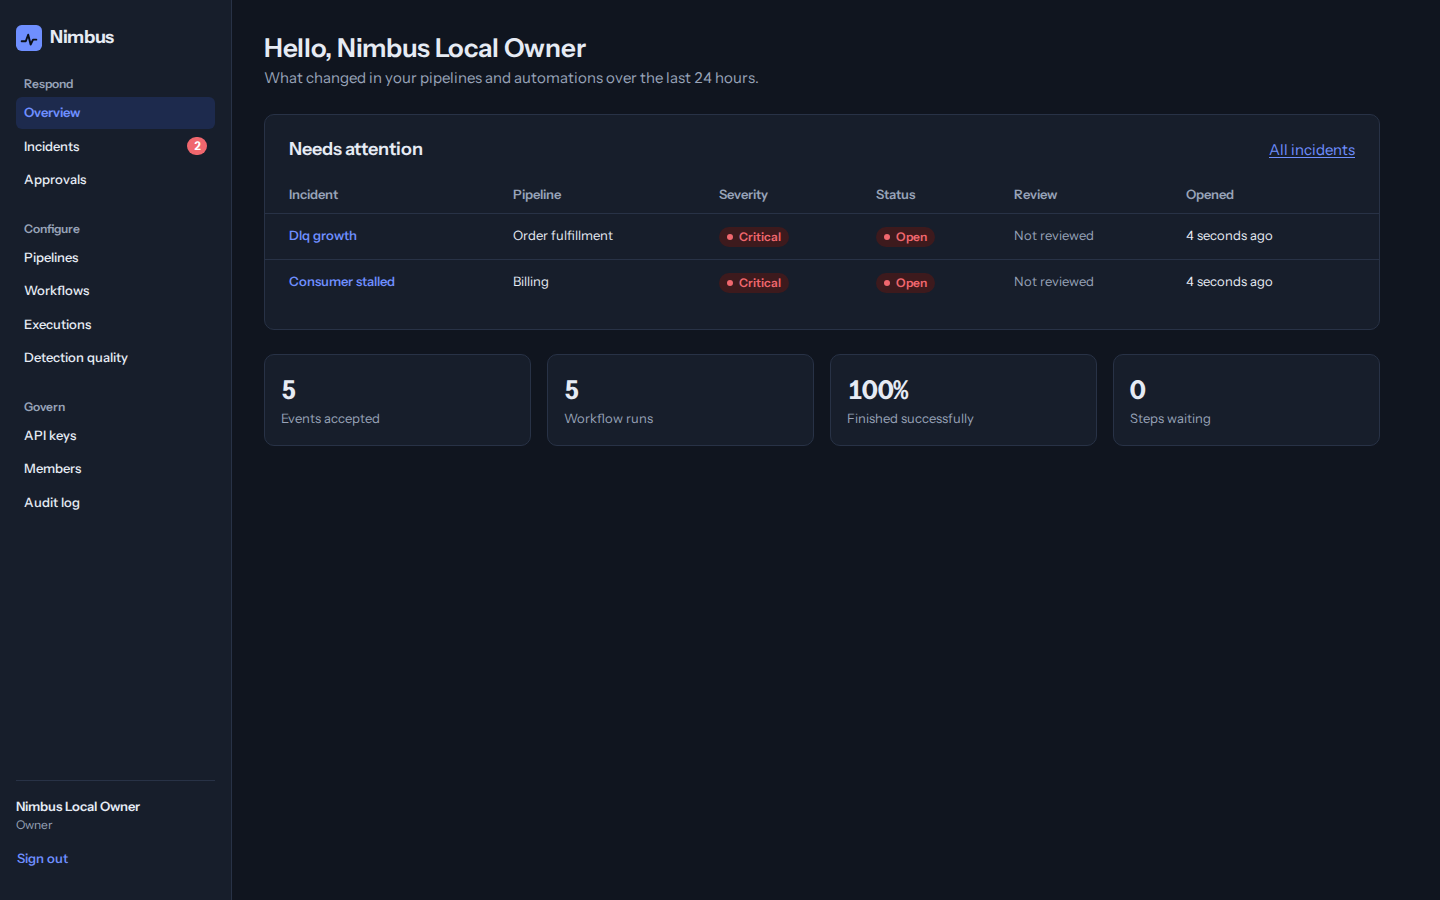 Nimbus
Respond
Overview
Incidents 2
Approvals
Configure
Pipelines
Workflows
Executions
Detection quality
Govern
API keys
Members
Audit log
Nimbus Local Owner
Owner
Sign out
Hello, Nimbus Local Owner
What changed in your pipelines and automations over the last 24 hours.
Needs attention All incidents
Incident Pipeline Severity Status Review Opened
Dlq growth Order fulfillment Critical Open Not reviewed 4 seconds ago
Consumer stalled Billing Critical Open Not reviewed 4 seconds ago
5
Events accepted
5
Workflow runs
100%
Finished successfully
0
Steps waiting